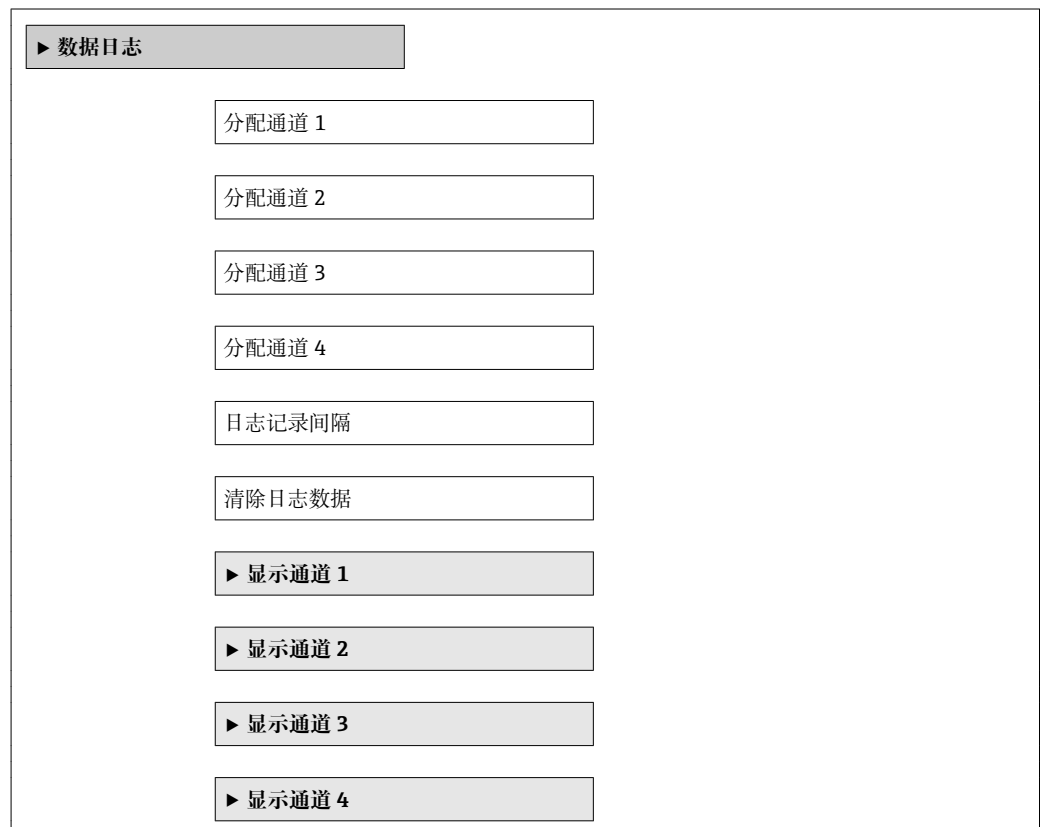 ▶ 数据日志
分配通道 1
分配通道 2
分配通道 3
分配通道 4
日志记录间隔
清除日志数据
▶ 显示通道 1
▶ 显示通道 2
▶ 显示通道 3
▶ 显示通道 4